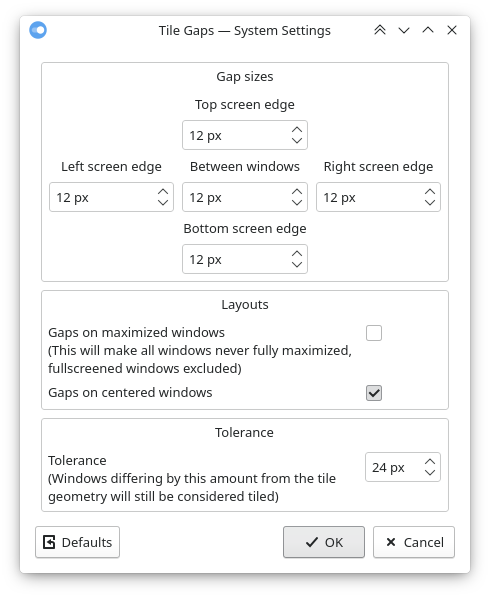 Tile Gaps — System Settings
Gap sizes
Top screen edge
12 px
Left screen edge
Between windows
Right screen edge
12 px
12 px
12 px
Bottom screen edge
12 px
Layouts
Gaps on maximized windows
(This will make all windows never fully maximized,
fullscreened windows excluded)
Gaps on centered windows
Tolerance
Tolerance
(Windows differing by this amount from the tile
geometry will still be considered tiled)
24 px
Defaults
OK
Cancel